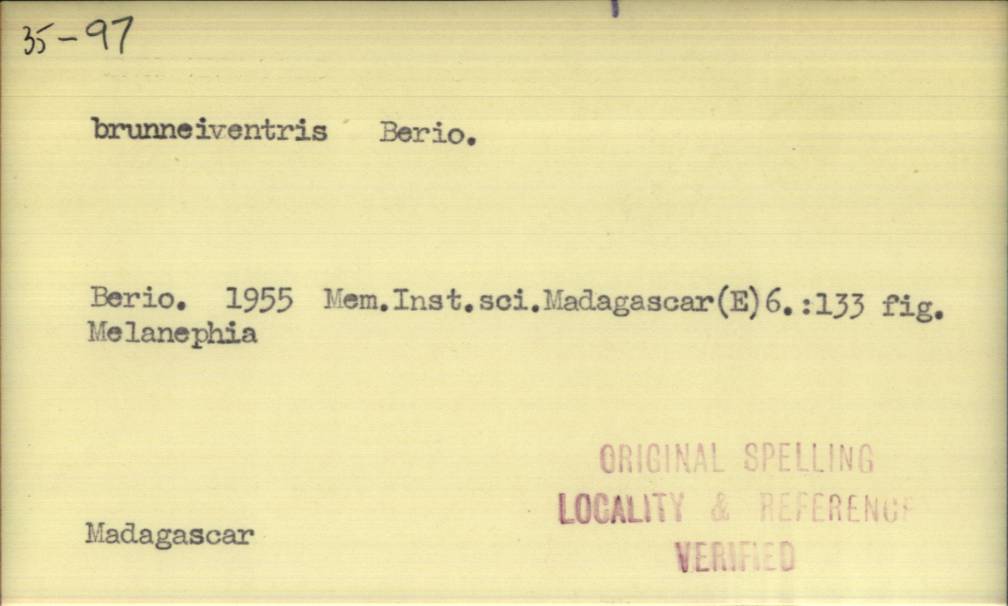 35-97
brunneiventris Berio.
Berio. 1955 Mem.Inst.sci.Madagascar(E)6.:133 fig.
Melanephia
Madagascar
ORIGINAL SPELLING
LOCALITY & REFERENCE
VERIFIED